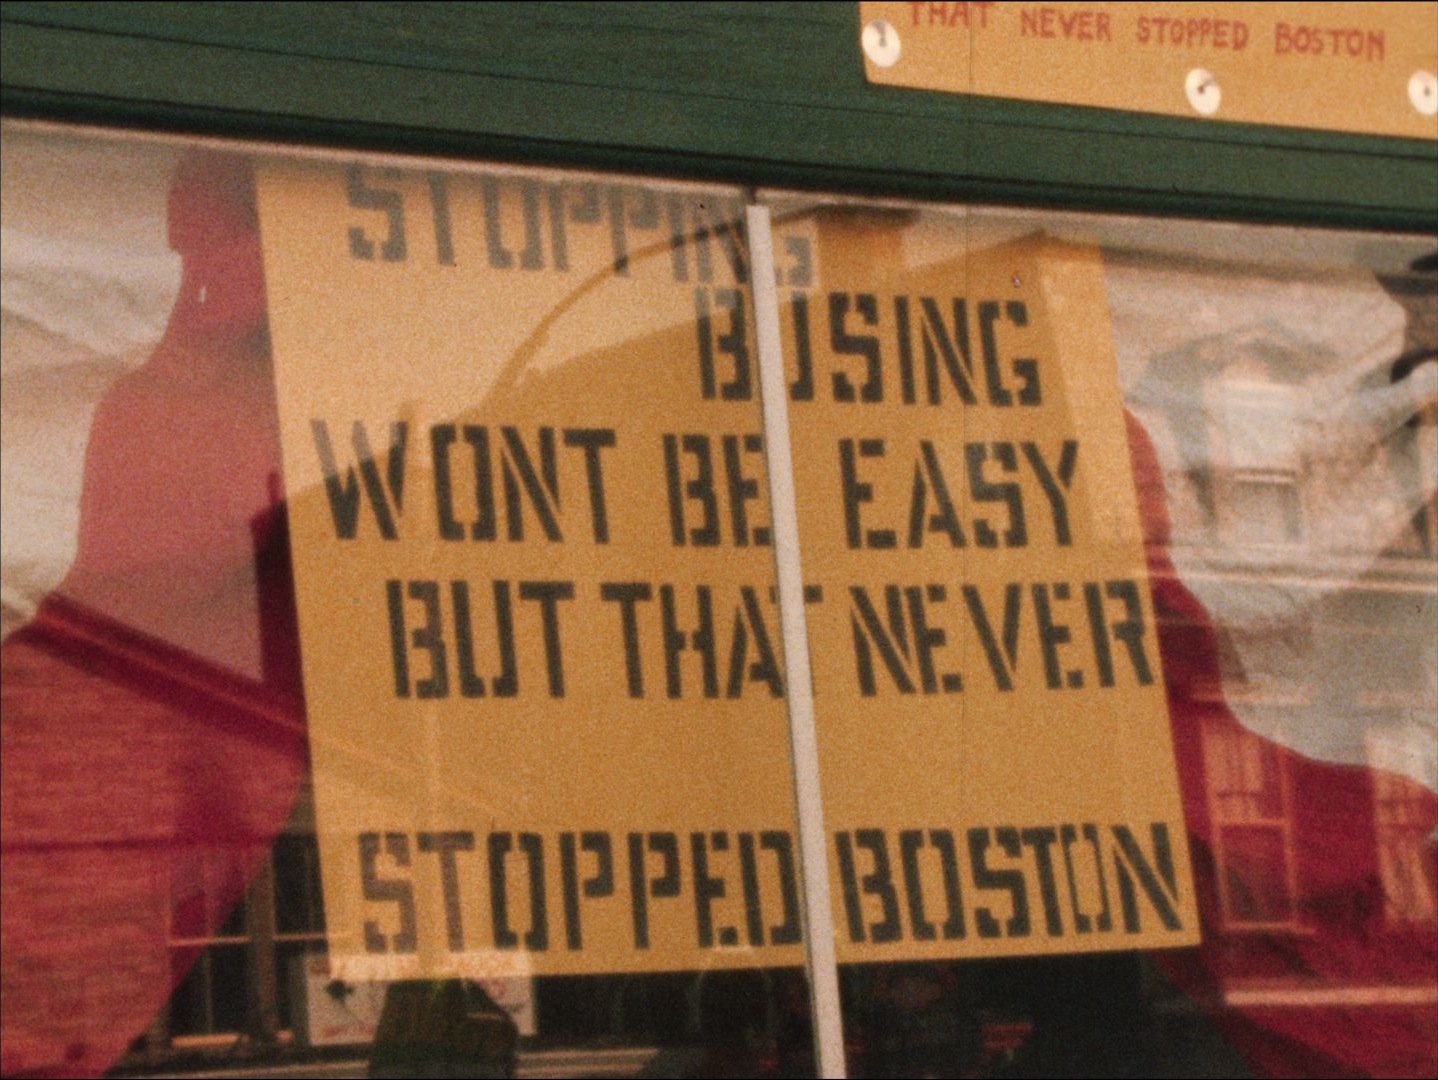 THAT NEVER STOPPED BOSTON
STOPPING
BUSING
WONT BE EASY
BUT THAT NEVER
STOPPED BOSTON